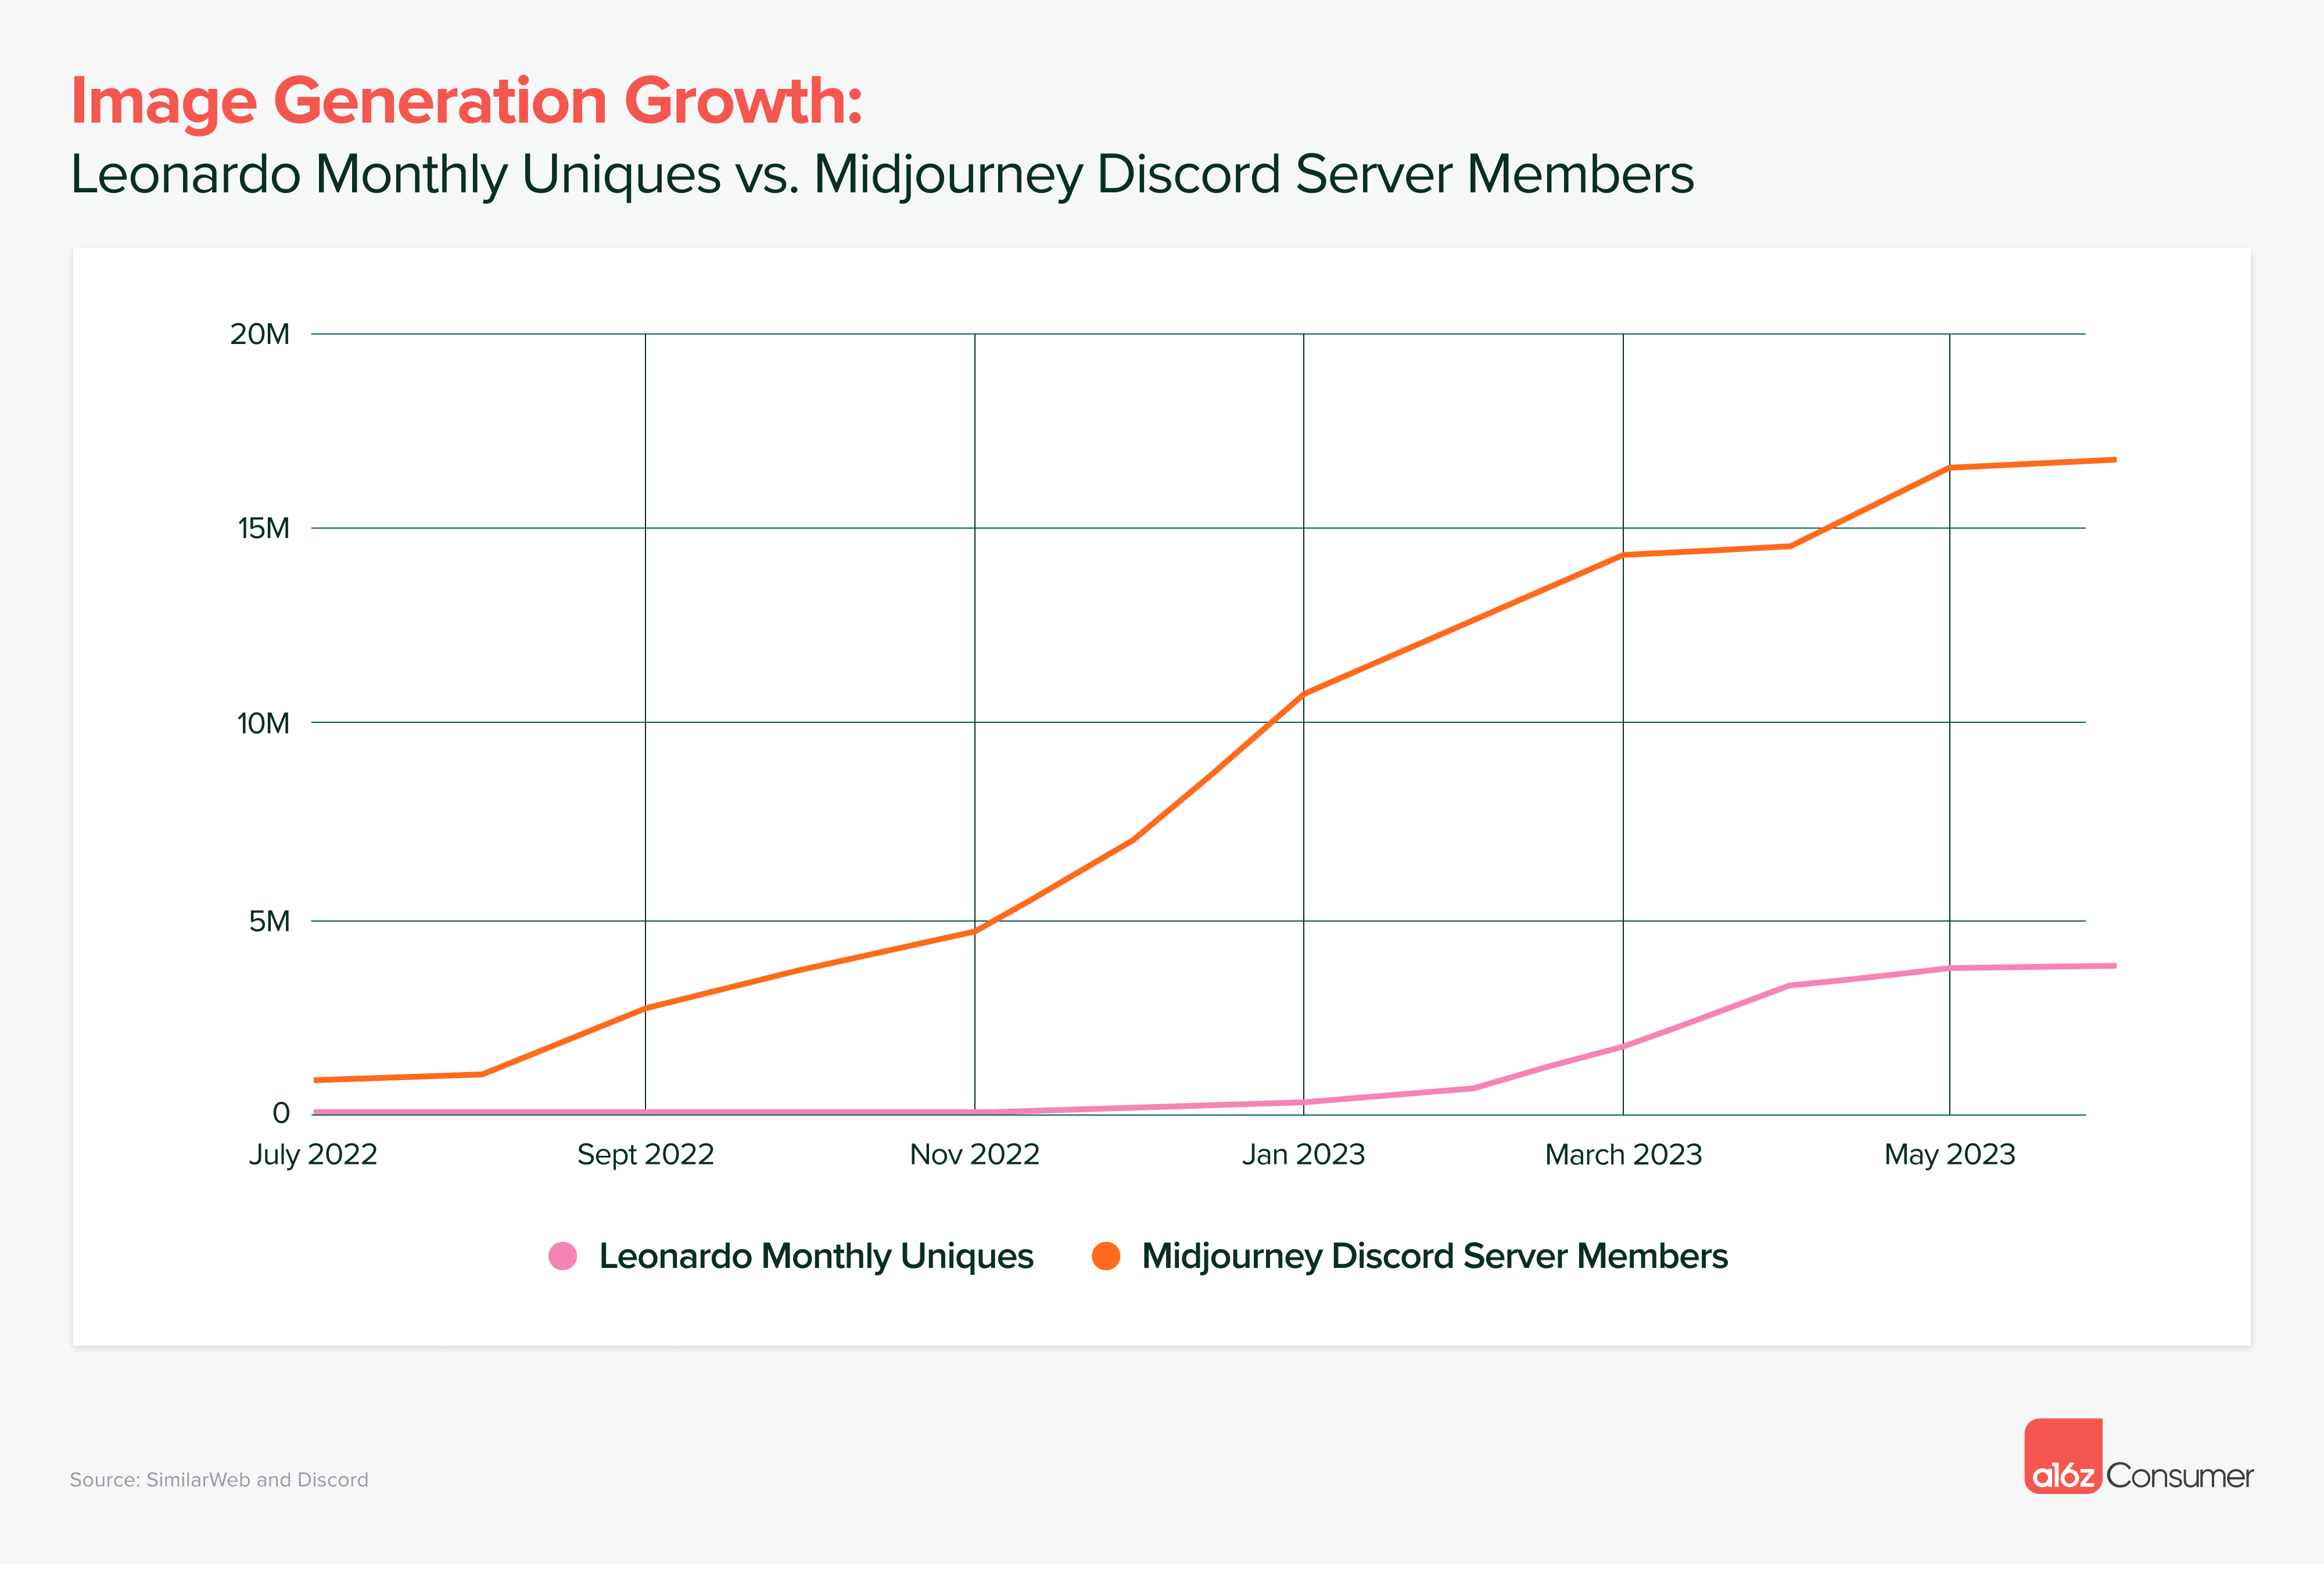 Image Generation Growth:
Leonardo Monthly Uniques vs. Midjourney Discord Server Members
20M
15M
10M
5M
0
July 2022
Sept 2022
Nov 2022
Jan 2023
March 2023
May 2023
Leonardo Monthly Uniques
Midjourney Discord Server Members
Source: SimilarWeb and Discord
a16z Consumer